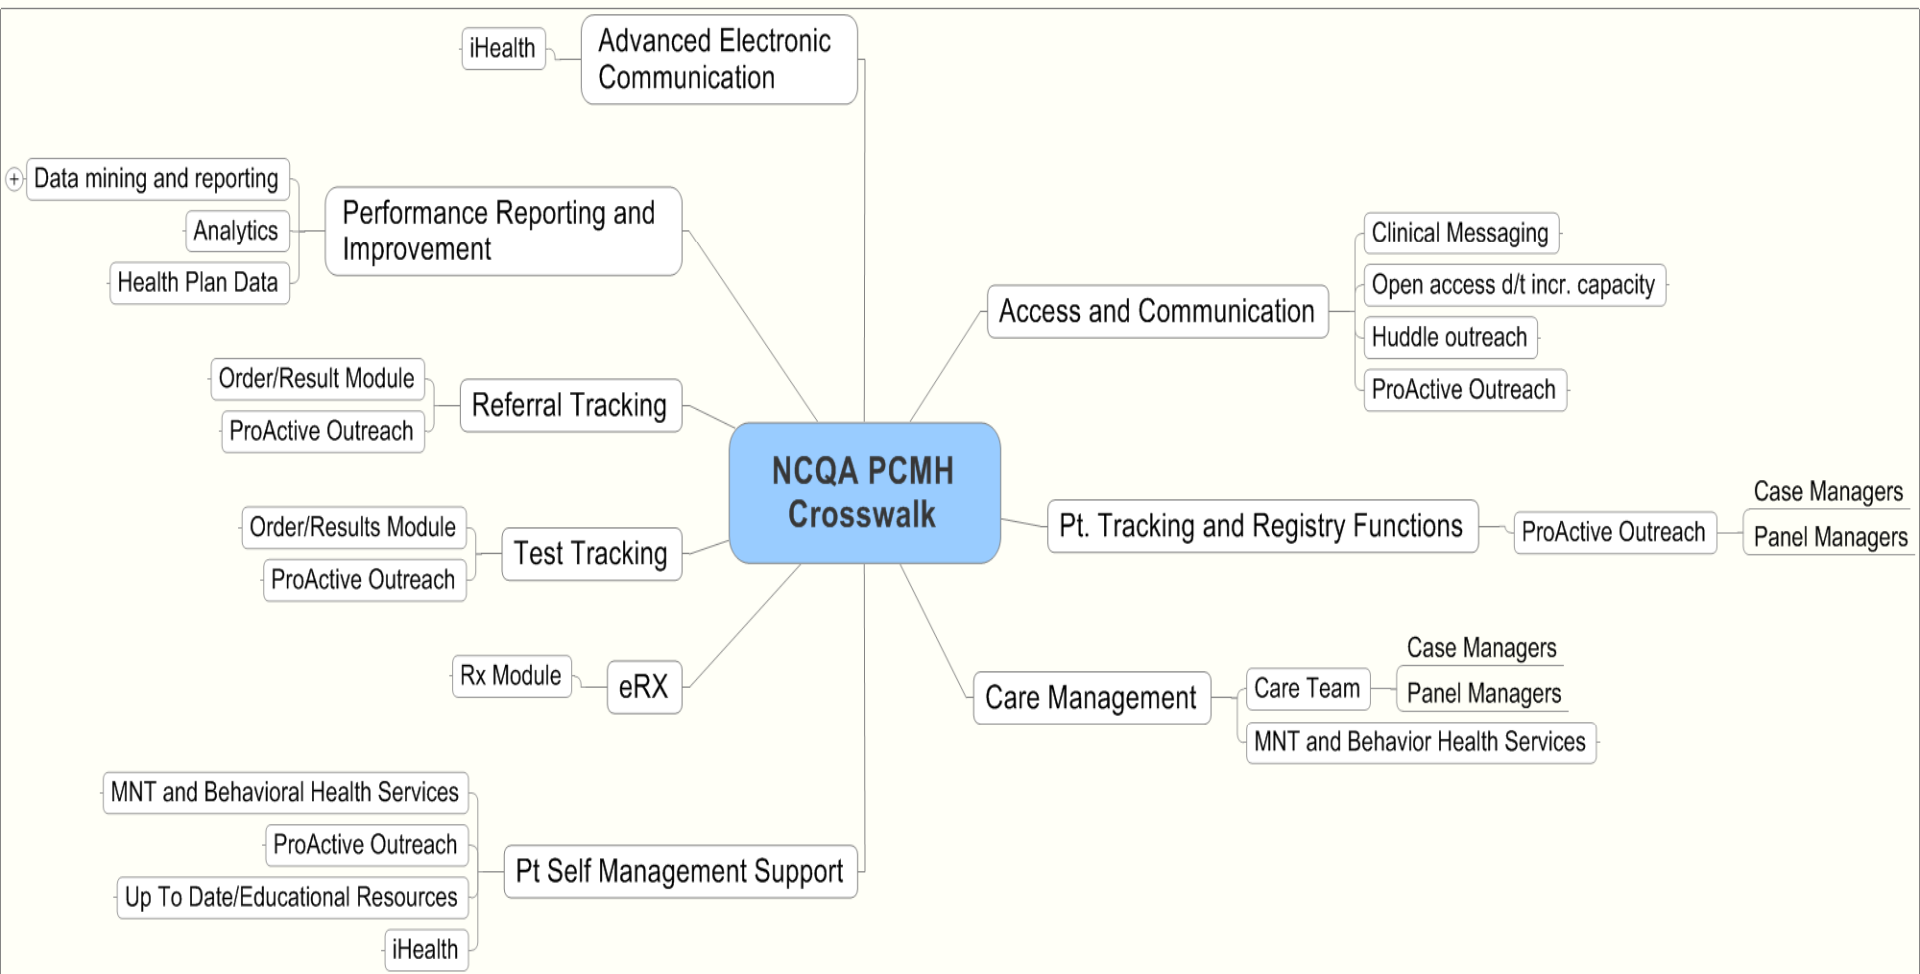 iHealth
Advanced Electronic
Communication
+
Data mining and reporting
Analytics
Health Plan Data
Performance Reporting and
Improvement
Order/Result Module
ProActive Outreach
Referral Tracking
Order/Results Module
ProActive Outreach
Test Tracking
Rx Module
eRX
MNT and Behavioral Health Services
ProActive Outreach
Up To Date/Educational Resources
iHealth
Pt Self Management Support
NCQA PCMH
Crosswalk
Access and Communication
Clinical Messaging
Open access d/t incr. capacity
Huddle outreach
ProActive Outreach
Pt. Tracking and Registry Functions
ProActive Outreach
Case Managers
Panel Managers
Care Management
Care Team
Case Managers
Panel Managers
MNT and Behavior Health Services